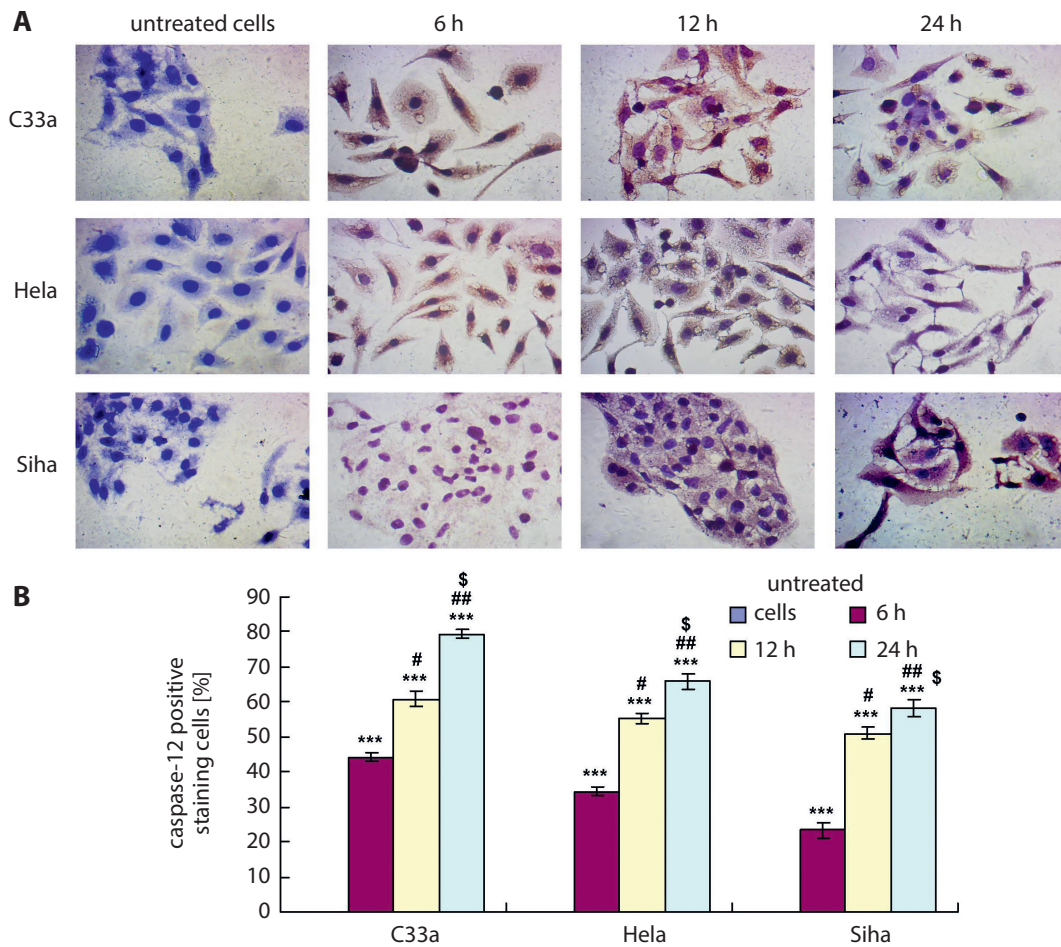 A
untreated cells 6 h 12 h 24 h
C33a
Hela
Siha
B
untreated
cells 6 h
12 h 24 h
caspase-12 positive
staining cells [%]
90
80
70
60
50
40
30
20
10
0
***
#
***
$
##
***
***
#
***
$
##
***
***
#
***
## $
***
C33a Hela Siha